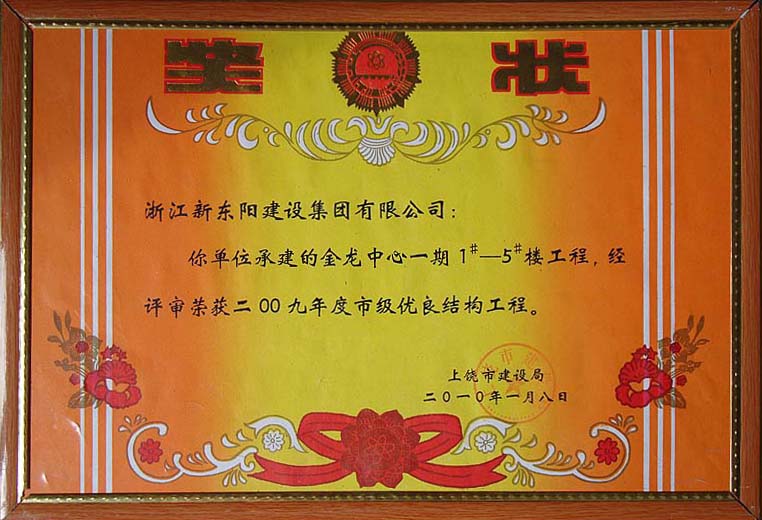 奖状
浙江新东阳建设集团有限公司：
你单位承建的金龙中心一期1#—5#楼工程，经
评审荣获二00九年度市级优良结构工程。
上饶市建设局
二〇一〇年一月八日